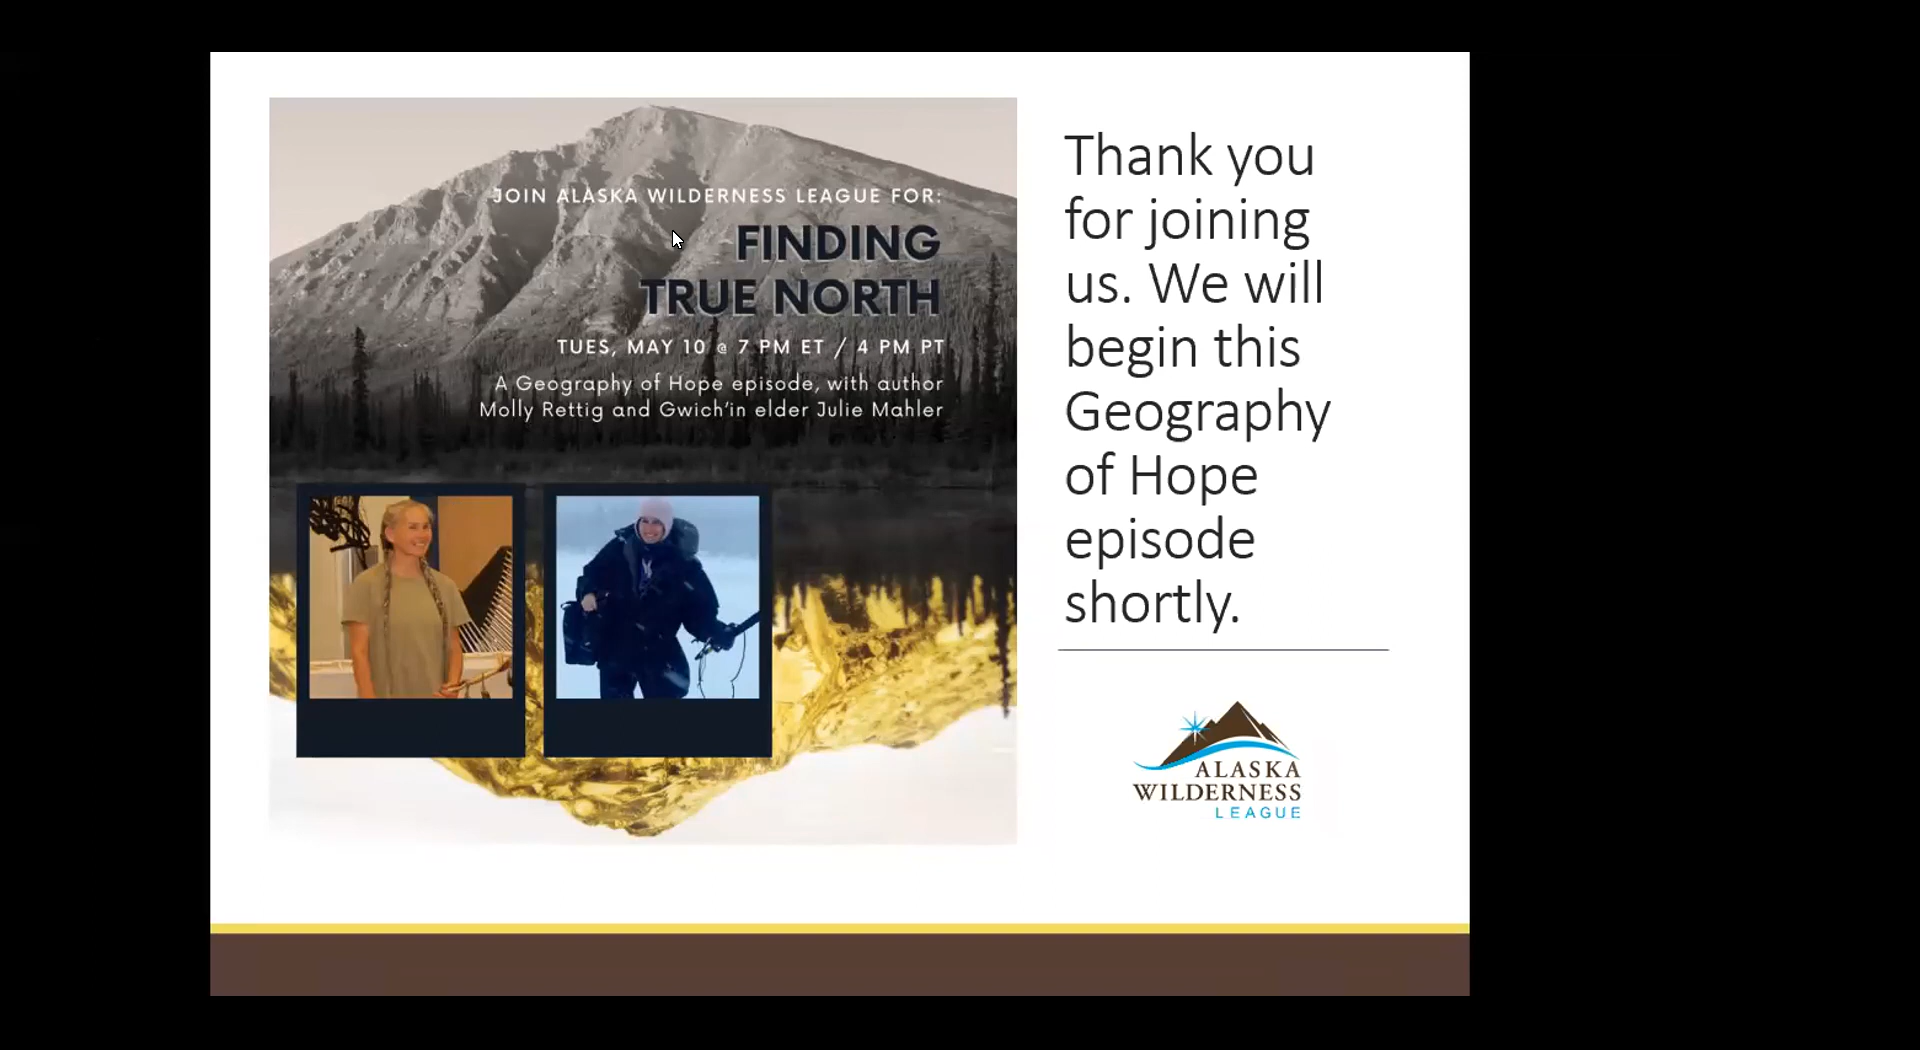 JOIN ALASKA WILDERNESS LEAGUE FOR:
FINDING
TRUE NORTH
TUES, MAY 10 @ 7 PM ET / 4 PM PT
A Geography of Hope episode, with author
Molly Rettig and Gwich'in elder Julie Mahler
Thank you
for joining
us. We will
begin this
Geography
of Hope
episode
shortly.
ALASKA
WILDERNESS
LEAGUE